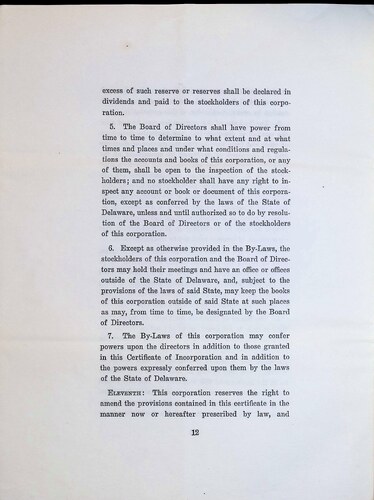 excess of such reserve or reserves shall be declared in
dividends and paid to the stockholders of this corpo-
ration.
5. The Board of Directors shall have power from
time to time to determine to what extent and at what
times and places and under what conditions and regula-
tions the accounts and books of this corporation, or any
of them, shall be open to the inspection of the stock-
holders; and no stockholder shall have any right to in-
spect any account or book or document of this corpora-
tion, except as conferred by the laws of the State of
Delaware, unless and until authorized so to do by resolu-
tion of the Board of Directors or of the stockholders
of this corporation.
6. Except as otherwise provided in the By-Laws, the
stockholders of this corporation and the Board of Direc-
tors may hold their meetings and have an office or offices
outside of the State of Delaware, and, subject to the
provisions of the laws of said State, may keep the books
of this corporation outside of said State at such places
as may, from time to time, be designated by the Board
of Directors.
7. The By-Laws of this corporation may confer
powers upon the directors in addition to those granted
in this Certificate of Incorporation and in addition to
the powers expressly conferred upon them by the laws
of the State of Delaware.
ELEVENTH: This corporation reserves the right to
amend the provisions contained in this certificate in the
manner now or hereafter prescribed by law, and
12